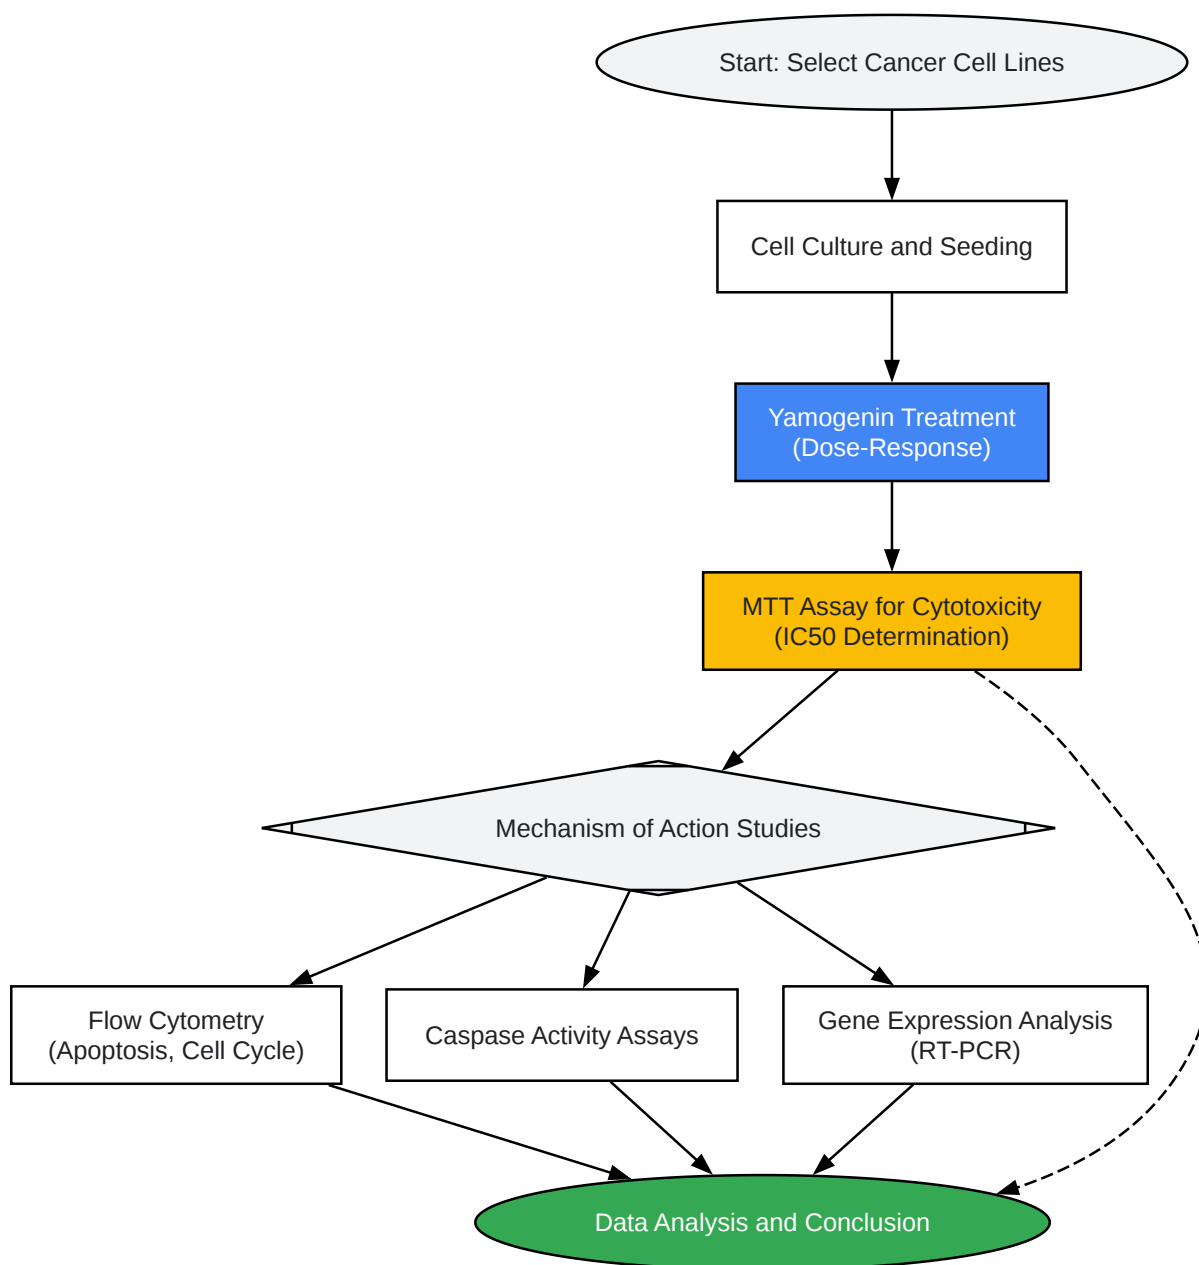 Start: Select Cancer Cell Lines
Cell Culture and Seeding
Yamogenin Treatment
(Dose-Response)
MTT Assay for Cytotoxicity
(IC50 Determination)
Mechanism of Action Studies
Flow Cytometry
(Apoptosis, Cell Cycle)
Caspase Activity Assays
Gene Expression Analysis
(RT-PCR)
Data Analysis and Conclusion